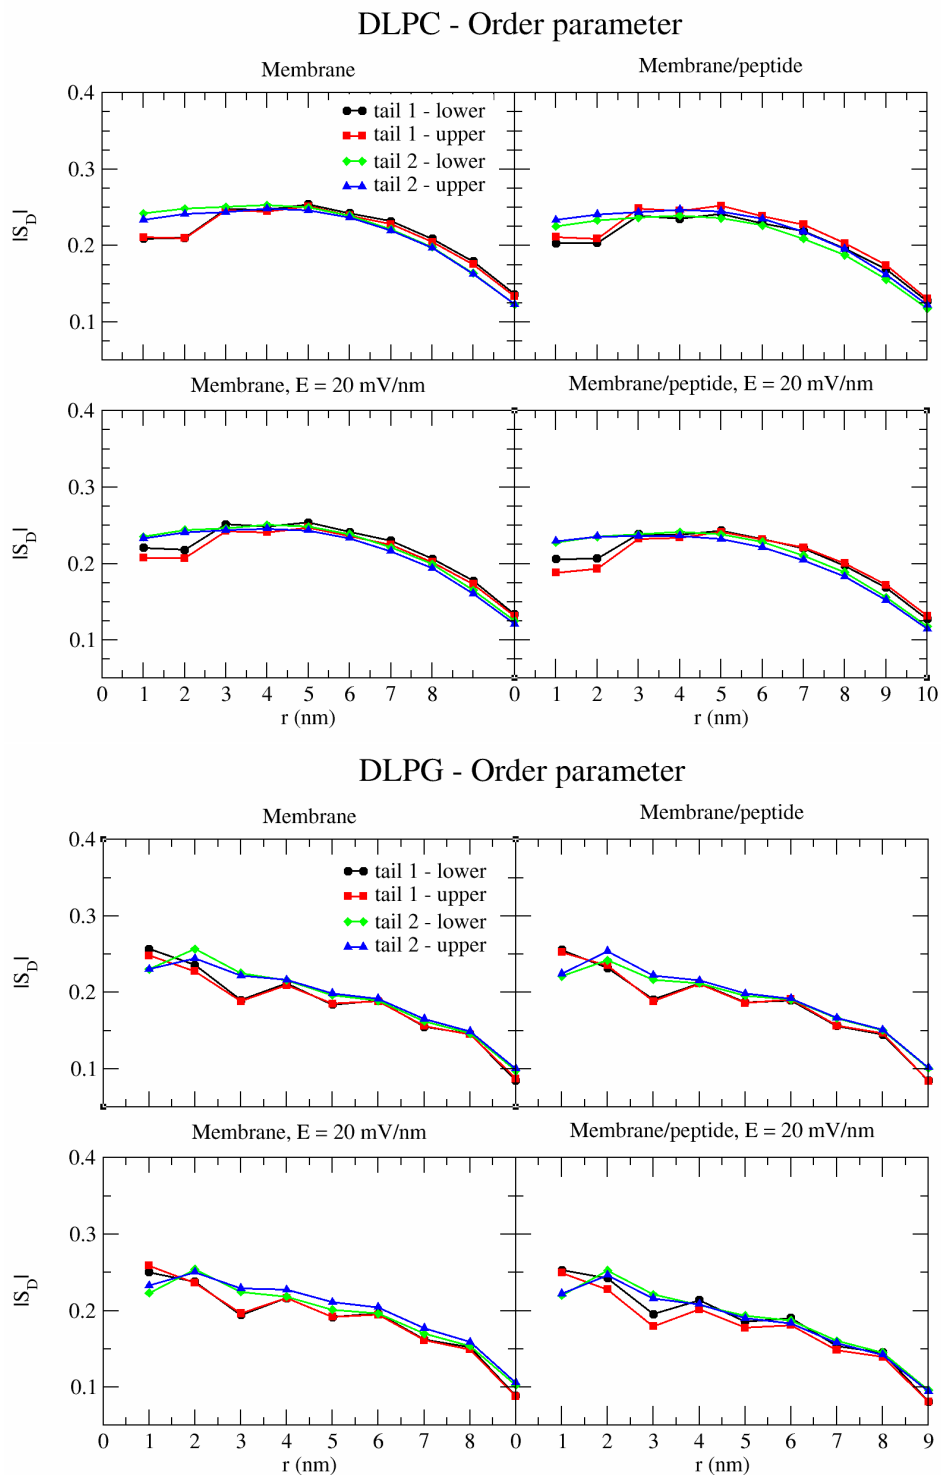 DLPC - Order parameter
Membrane
Membrane/peptide
0.4
tail 1 - lower
tail 1 - upper
tail 2 - lower
tail 2 - upper
0.3
|S_D|
0.2
0.1
Membrane, E = 20 mV/nm
Membrane/peptide, E = 20 mV/nm
0.4
0.3
|S_D|
0.2
0.1
0 1 2 3 4 5 6 7 8 0 1 2 3 4 5 6 7 8 9 10
r (nm) r (nm)
DLPG - Order parameter
Membrane
Membrane/peptide
0.4
tail 1 - lower
tail 1 - upper
tail 2 - lower
tail 2 - upper
0.3
|S_D|
0.2
0.1
Membrane, E = 20 mV/nm
Membrane/peptide, E = 20 mV/nm
0.4
0.3
|S_D|
0.2
0.1
0 1 2 3 4 5 6 7 8 0 1 2 3 4 5 6 7 8 9
r (nm) r (nm)